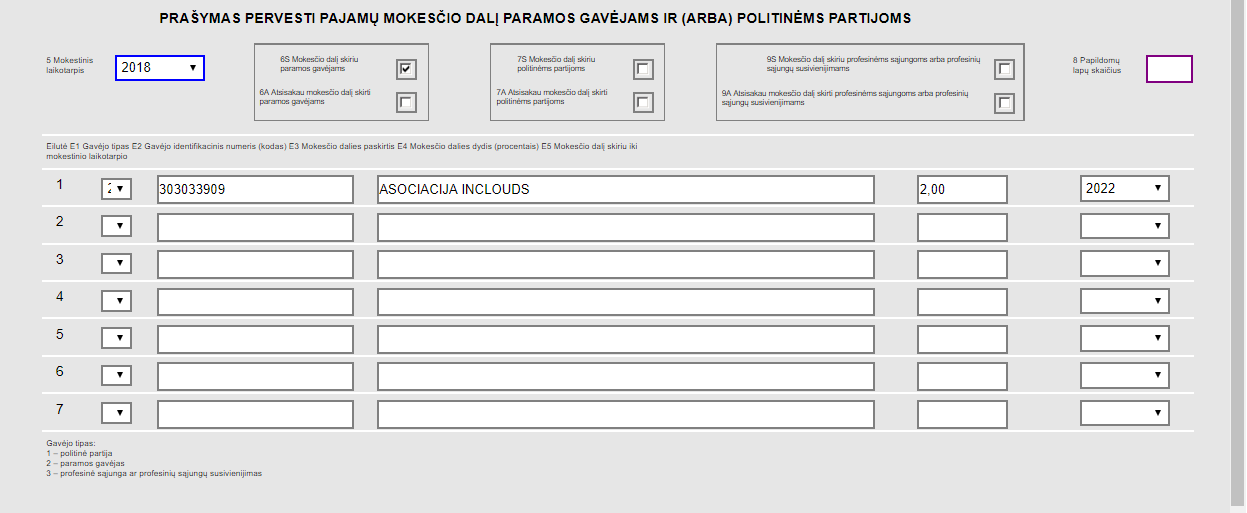 PRAŠYMAS PERVESTI PAJAMŲ MOKESČIO DALĮ PARAMOS GAVĖJAMS IR (ARBA) POLITINĖMS PARTIJOMS
5 Mokestinis
laikotarpis
2018
6S Mokesčio dalį skiriu
paramos gavėjams
6A Atsisakau mokesčio dalį skirti
paramos gavėjams
7S Mokesčio dalį skiriu
politinėms partijoms
7A Atsisakau mokesčio dalį skirti
politinėms partijoms
9S Mokesčio dalį skiriu profesinėms sąjungoms arba profesinių
sąjungų susivienijimams
9A Atsisakau mokesčio dalį skirti profesinėms sąjungoms arba profesinių
sąjungų susivienijimams
8 Papildomų
lapų skaičius
Eilutė E1 Gavėjo tipas E2 Gavėjo identifikacinis numeris (kodas) E3 Mokesčio dalies paskirtis E4 Mokesčio dalies dydis (procentais) E5 Mokesčio dalį skiriu iki
mokestinio laikotarpio
1 2 303033909 ASOCIACIJA INCLOUDS 2,00 2022
2
3
4
5
6
7
Gavėjo tipas:
1 – politinė partija
2 – paramos gavėjas
3 – profesinė sąjunga ar profesinių sąjungų susivienijimas